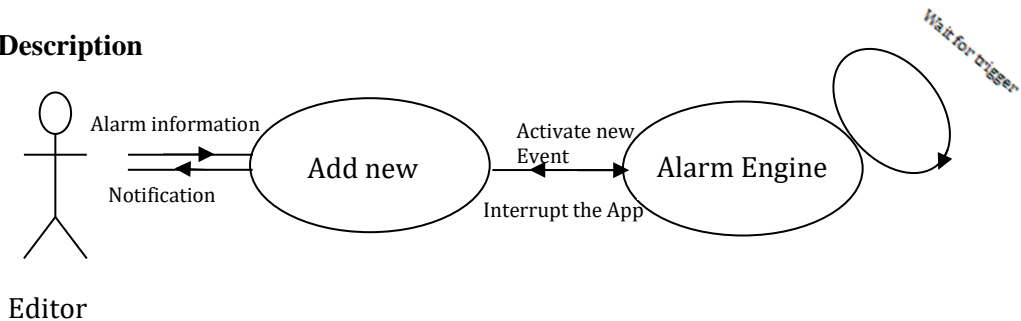 Wait for trigger
Description
Alarm information
Notification
Add new
Activate new
Event
Interrupt the App
Alarm Engine
Editor